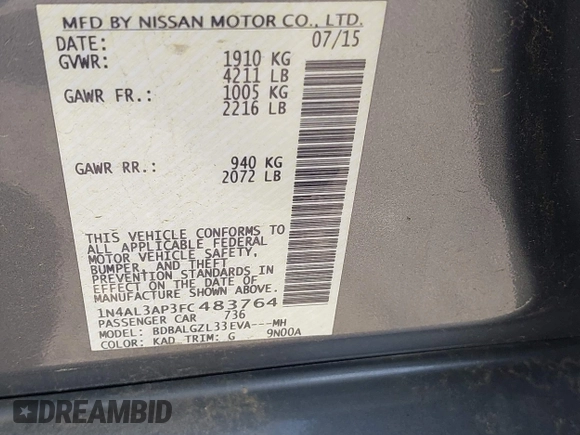 MFD BY NISSAN MOTOR CO., LTD.
DATE: 07/15
GVWR: 1910 KG
4211 LB
GAWR FR.: 1005 KG
2216 LB
GAWR RR.: 940 KG
2072 LB
THIS VEHICLE CONFORMS TO
ALL APPLICABLE FEDERAL
MOTOR VEHICLE SAFETY,
BUMPER, AND THEFT
PREVENTION STANDARDS IN
EFFECT ON THE DATE OF
MANUFACTURE SHOWN ABOVE.
1N4AL3AP3FC483764
PASSENGER CAR 736
MODEL: BDBALGZL33EVA---MH
COLOR: KAD TRIM: G 9N00A
DREAMBID